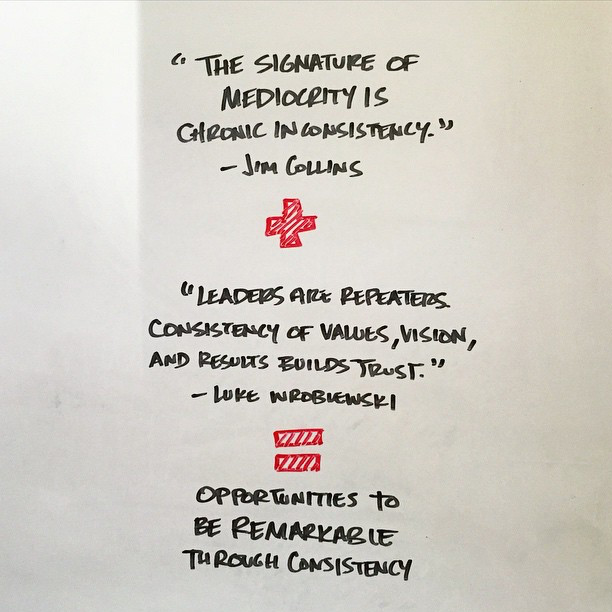 "THE SIGNATURE OF
MEDIOCRITY IS
CHRONIC INCONSISTENCY."
- JIM COLLINS
+
"LEADERS ARE REPEATERS.
CONSISTENCY OF VALUES, VISION,
AND RESULTS BUILDS TRUST."
- LUKE WROBLEWSKI
=
OPPORTUNITIES TO
BE REMARKABLE
THROUGH CONSISTENCY